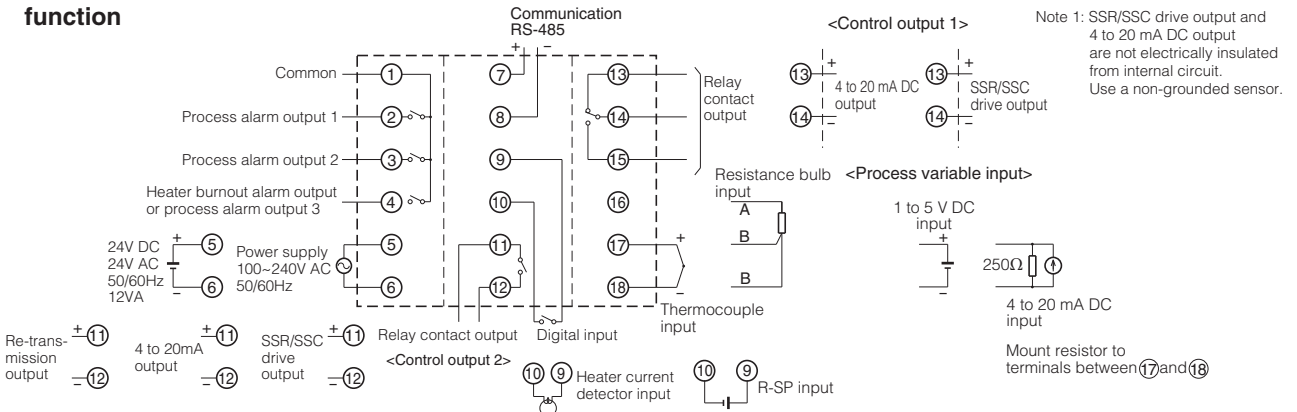 function
Communication
RS-485
+ −
Common
Process alarm output 1
Process alarm output 2
Heater burnout alarm output
or process alarm output 3
1
2
3
4
5
6
7
8
9
10
11
12
13
14
15
16
17
18
+
−
Relay
contact
output
24V DC
24V AC
50/60Hz
12VA
+
5
−
6
Power supply
100~240V AC
50/60Hz
Thermocouple
input
Relay contact output
Digital input
<Control output 1>
13 +
14 −
4 to 20 mA DC
output
13 +
14 −
SSR/SSC
drive output
Note 1: SSR/SSC drive output and
4 to 20 mA DC output
are not electrically insulated
from internal circuit.
Use a non-grounded sensor.
<Process variable input>
Resistance bulb
input
A
B
B
1 to 5 V DC
input
+
−
250Ω
4 to 20 mA DC
input
Mount resistor to
terminals between 17 and 18
Re-trans-
mission
output
+ 11
− 12
4 to 20mA
output
+ 11
− 12
SSR/SSC
drive
output
+ 11
− 12
<Control output 2>
10 9
Heater current
detector input
10 9
R-SP input